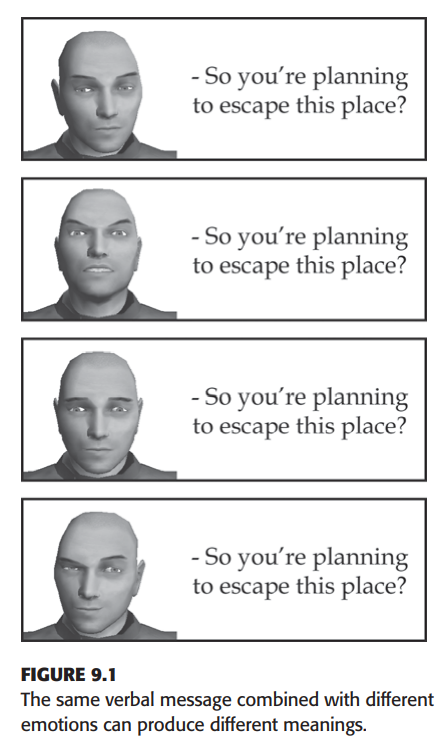 - So you're planning
to escape this place?
- So you're planning
to escape this place?
- So you're planning
to escape this place?
- So you're planning
to escape this place?
FIGURE 9.1
The same verbal message combined with different
emotions can produce different meanings.